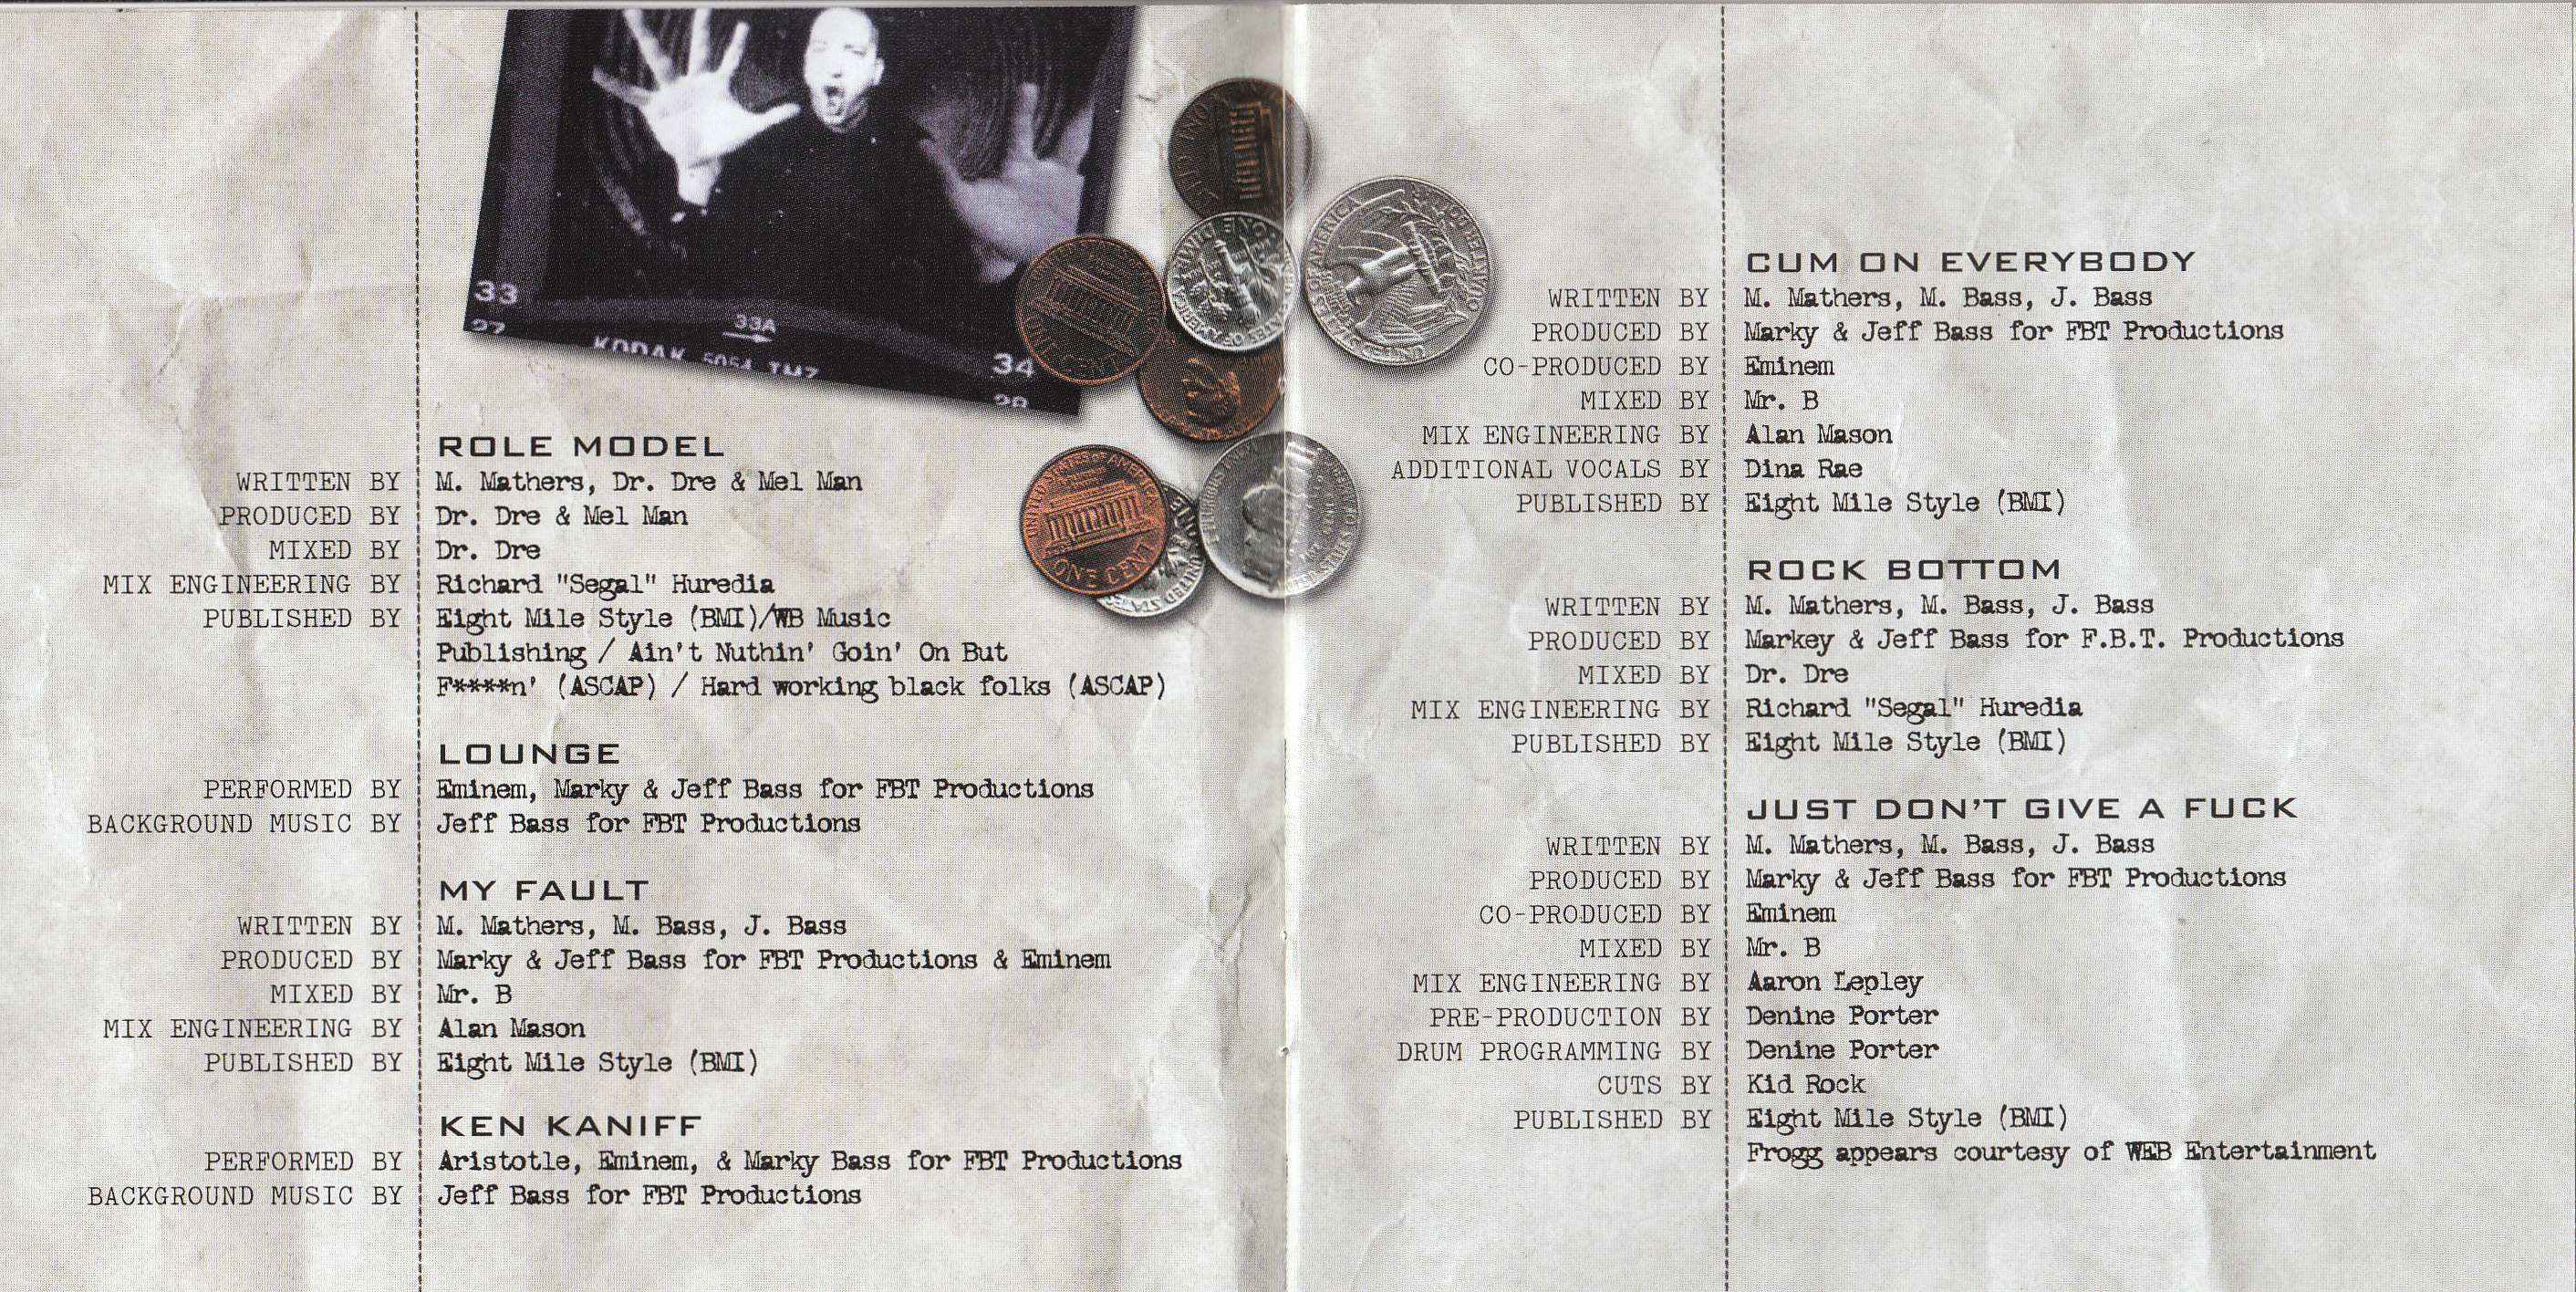 33
27
33A
KODAK 5054 TMZ
34
28
ONE CENT
UNITED STATES OF AMERICA
ONE CENT
ROLE MODEL
WRITTEN BY M. Mathers, Dr. Dre & Mel Man
PRODUCED BY Dr. Dre & Mel Man
MIXED BY Dr. Dre
MIX ENGINEERING BY Richard "Segal" Huredia
PUBLISHED BY Eight Mile Style (BMI)/WB Music
Publishing / Ain't Nuthin' Goin' On But
F****n' (ASCAP) / Hard working black folks (ASCAP)
LOUNGE
PERFORMED BY Eminem, Marky & Jeff Bass for FBT Productions
BACKGROUND MUSIC BY Jeff Bass for FBT Productions
MY FAULT
WRITTEN BY M. Mathers, M. Bass, J. Bass
PRODUCED BY Marky & Jeff Bass for FBT Productions & Eminem
MIXED BY Mr. B
MIX ENGINEERING BY Alan Mason
PUBLISHED BY Eight Mile Style (BMI)
KEN KANIFF
PERFORMED BY Aristotle, Eminem, & Marky Bass for FBT Productions
BACKGROUND MUSIC BY Jeff Bass for FBT Productions
CUM ON EVERYBODY
WRITTEN BY M. Mathers, M. Bass, J. Bass
PRODUCED BY Marky & Jeff Bass for FBT Productions
CO-PRODUCED BY Eminem
MIXED BY Mr. B
MIX ENGINEERING BY Alan Mason
ADDITIONAL VOCALS BY Dina Rae
PUBLISHED BY Eight Mile Style (BMI)
ROCK BOTTOM
WRITTEN BY M. Mathers, M. Bass, J. Bass
PRODUCED BY Markey & Jeff Bass for F.B.T. Productions
MIXED BY Dr. Dre
MIX ENGINEERING BY Richard "Segal" Huredia
PUBLISHED BY Eight Mile Style (BMI)
JUST DON'T GIVE A FUCK
WRITTEN BY M. Mathers, M. Bass, J. Bass
PRODUCED BY Marky & Jeff Bass for FBT Productions
CO-PRODUCED BY Eminem
MIXED BY Mr. B
MIX ENGINEERING BY Aaron Lepley
PRE-PRODUCTION BY Denine Porter
DRUM PROGRAMMING BY Denine Porter
CUTS BY Kid Rock
PUBLISHED BY Eight Mile Style (BMI)
Frogg appears courtesy of WEB Entertainment